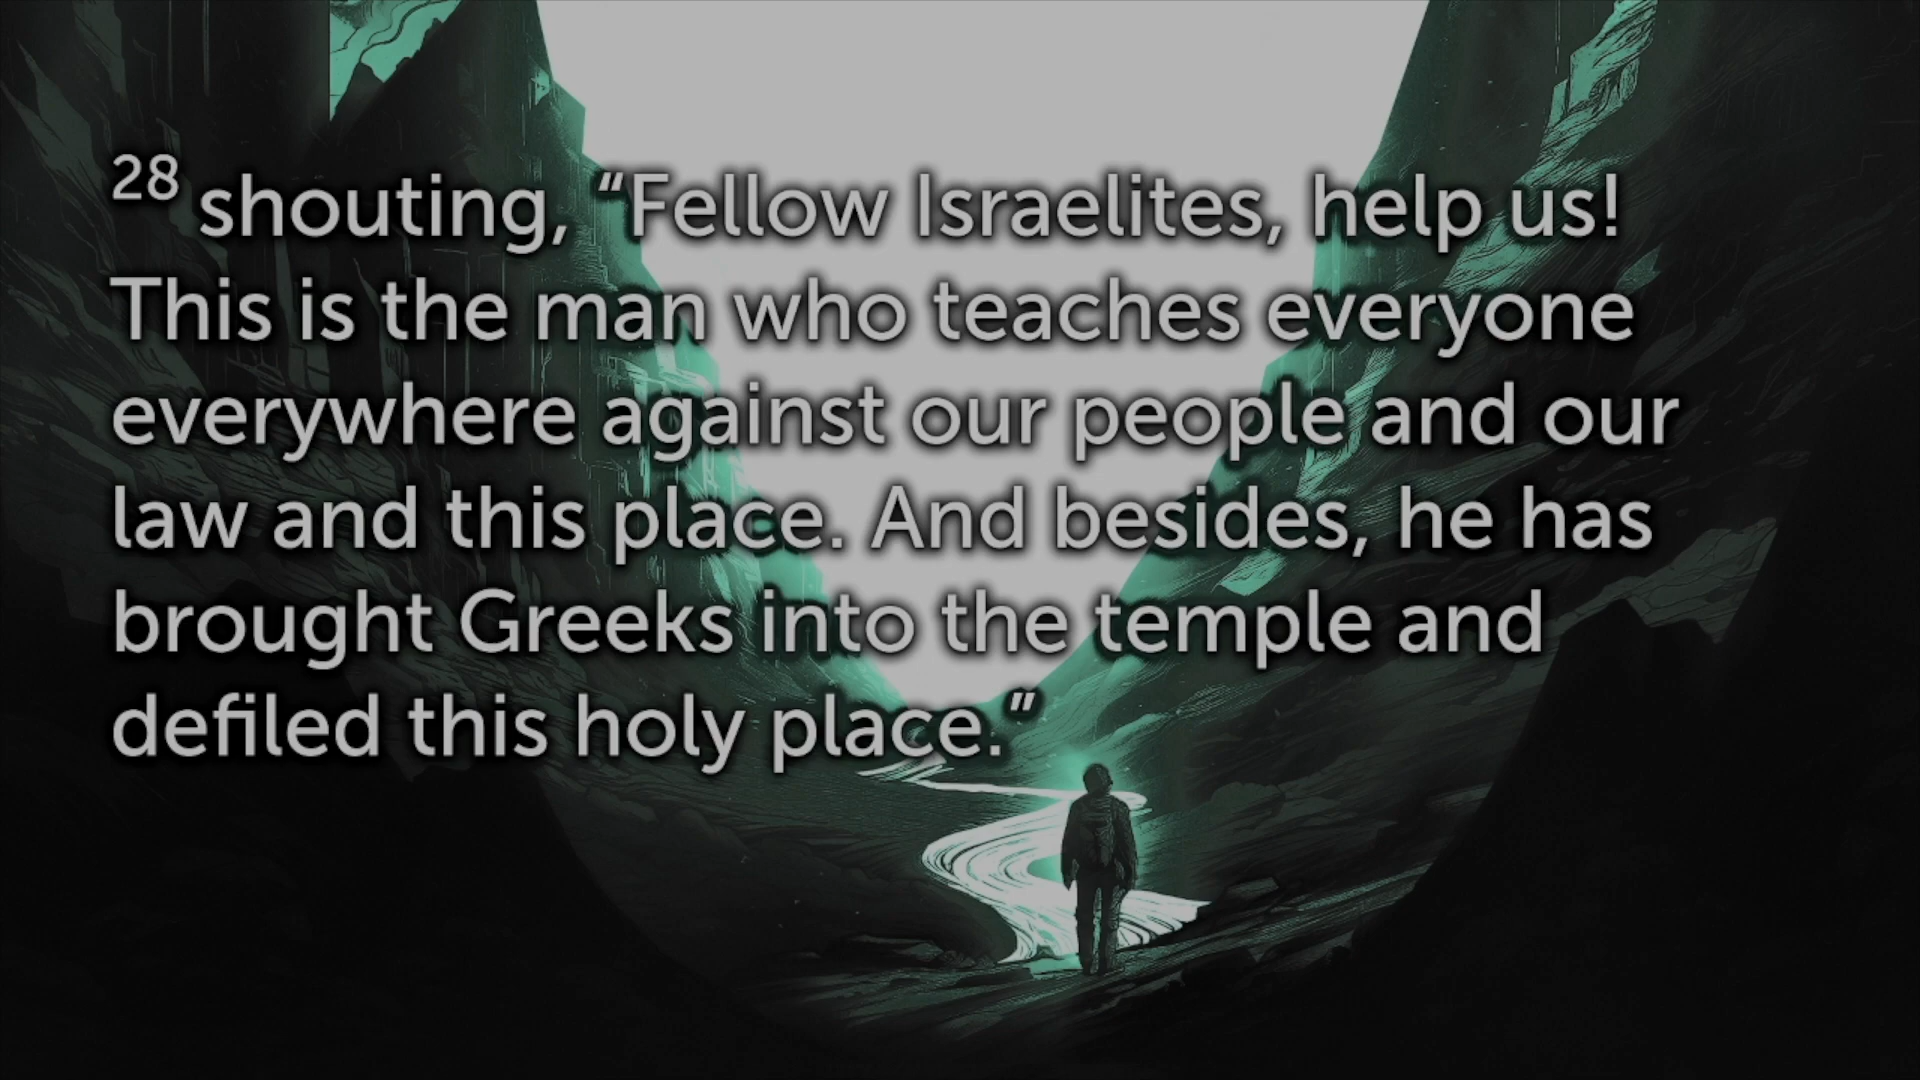 28 shouting, “Fellow Israelites, help us!
This is the man who teaches everyone
everywhere against our people and our
law and this place. And besides, he has
brought Greeks into the temple and
defiled this holy place.”